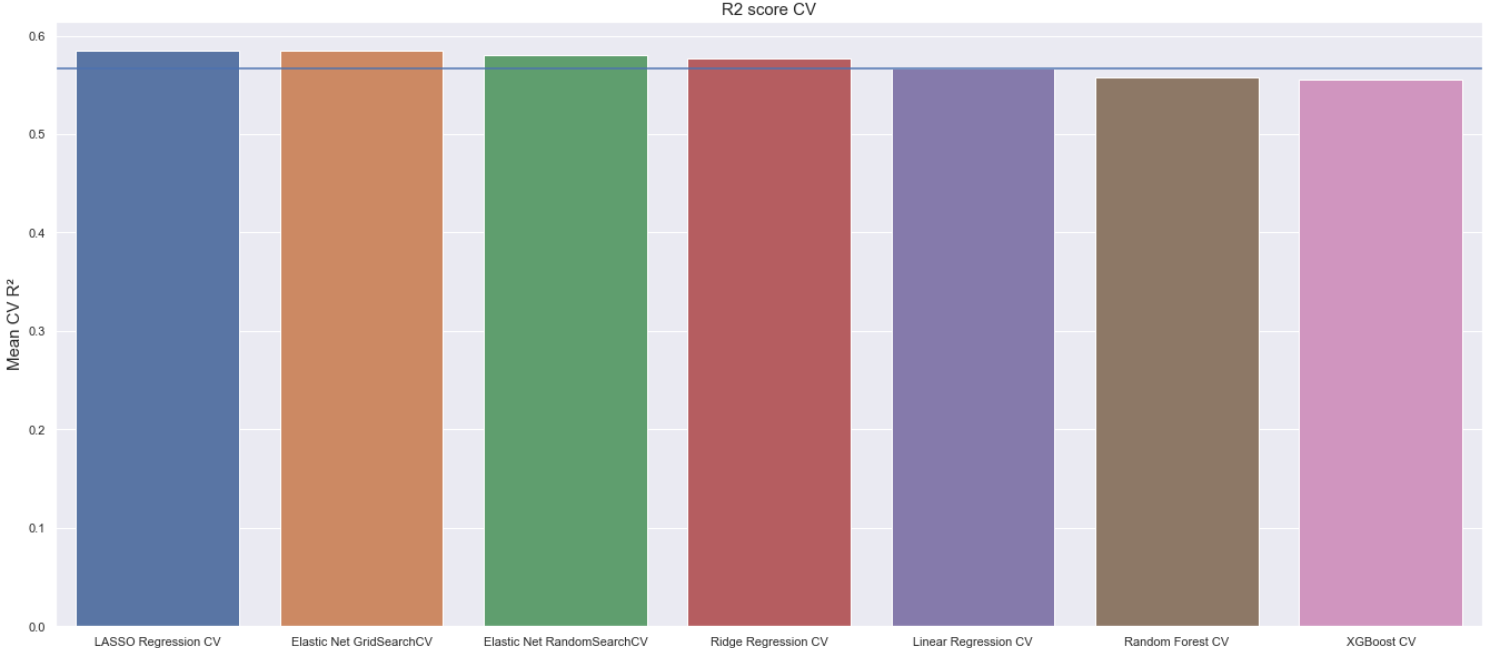 R2 score CV
Mean CV R²
0.6
0.5
0.4
0.3
0.2
0.1
0.0
LASSO Regression CV
Elastic Net GridSearchCV
Elastic Net RandomSearchCV
Ridge Regression CV
Linear Regression CV
Random Forest CV
XGBoost CV